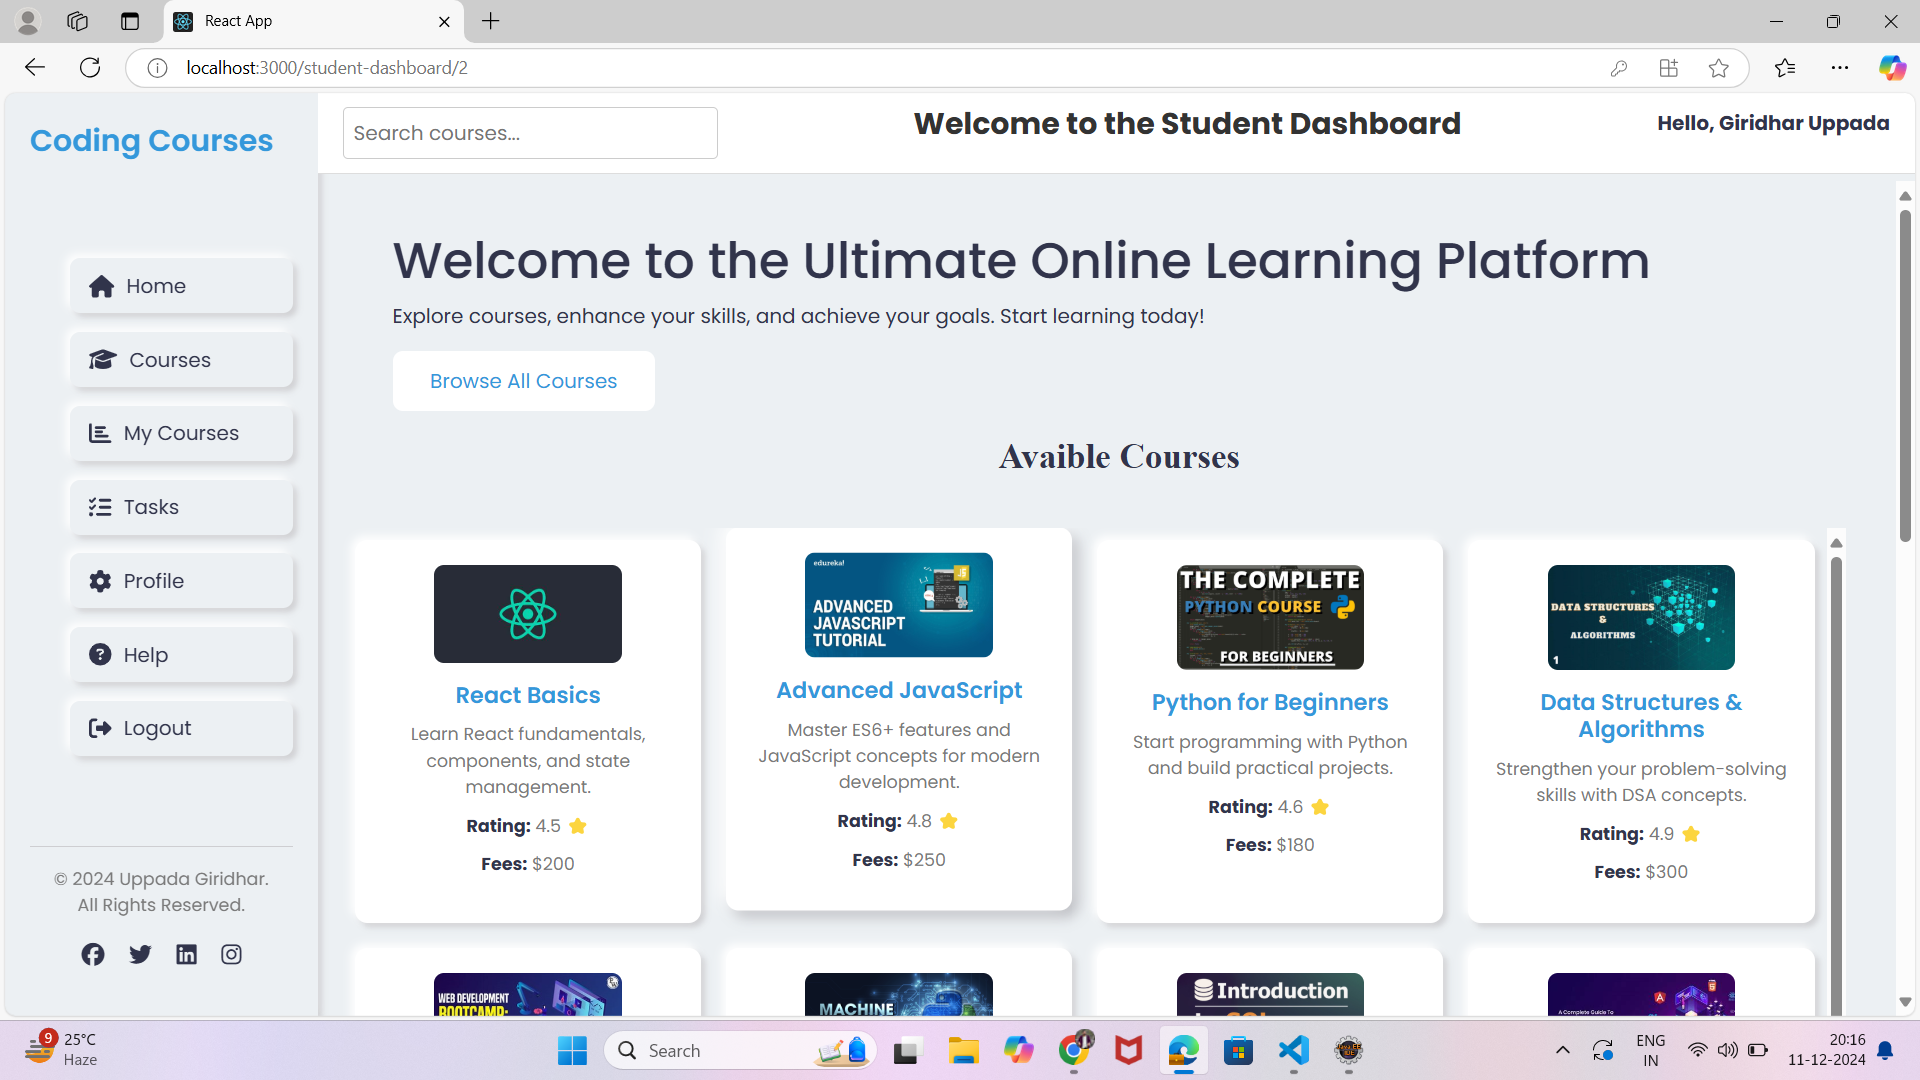 React App
localhost:3000/student-dashboard/2
Coding Courses
Search courses...
Welcome to the Student Dashboard
Hello, Giridhar Uppada
Home
Courses
My Courses
Tasks
Profile
Help
Logout
© 2024 Uppada Giridhar.
All Rights Reserved.
Welcome to the Ultimate Online Learning Platform
Explore courses, enhance your skills, and achieve your goals. Start learning today!
Browse All Courses
Avaible Courses
React Basics
Learn React fundamentals,
components, and state
management.
Rating: 4.5
Fees: $200
edureka!
JS
ADVANCED
JAVASCRIPT
TUTORIAL
Advanced JavaScript
Master ES6+ features and
JavaScript concepts for modern
development.
Rating: 4.8
Fees: $250
THE COMPLETE
PYTHON COURSE
FOR BEGINNERS
Python for Beginners
Start programming with Python
and build practical projects.
Rating: 4.6
Fees: $180
DATA STRUCTURES
&
ALGORITHMS
1
Data Structures &
Algorithms
Strengthen your problem-solving
skills with DSA concepts.
Rating: 4.9
Fees: $300
WEB DEVELOPMENT
BOOTCAMP:
MACHINE
Introduction
A Complete Guide To
9
25°C
Haze
Search
ENG
IN
20:16
11-12-2024